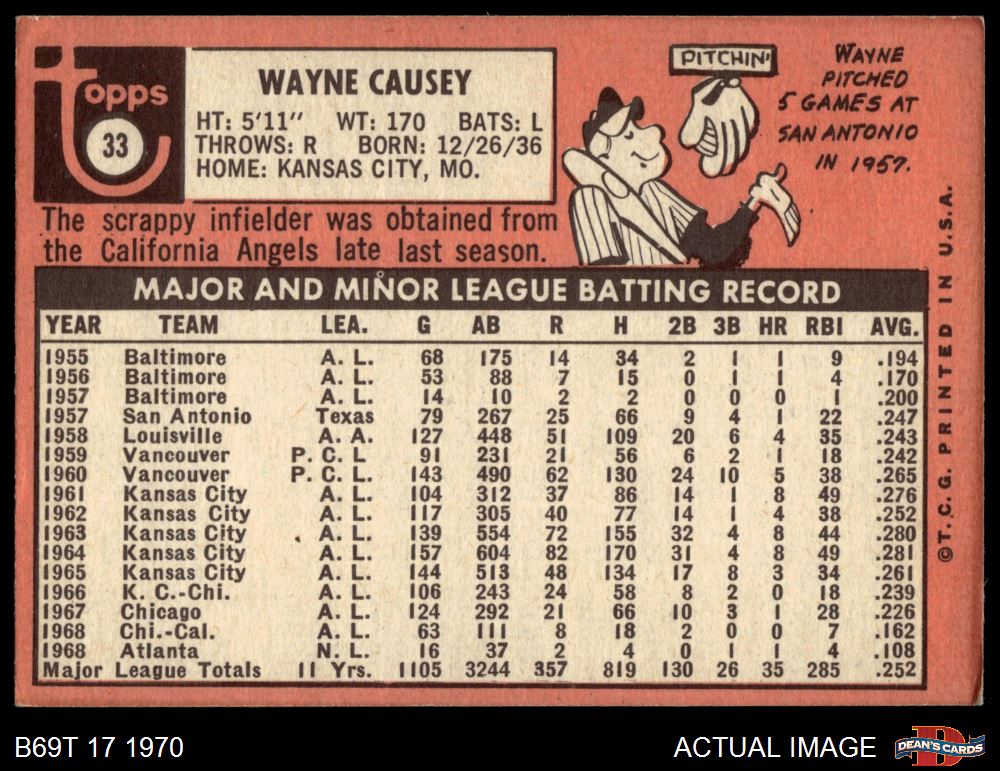 topps
33
WAYNE CAUSEY
HT: 5'11" WT: 170 BATS: L
THROWS: R BORN: 12/26/36
HOME: KANSAS CITY, MO.
PITCHIN'
WAYNE
PITCHED
5 GAMES AT
SAN ANTONIO
IN 1957.
The scrappy infielder was obtained from
the California Angels late last season.
MAJOR AND MINOR LEAGUE BATTING RECORD
YEAR TEAM LEA. G AB R H 2B 3B HR RBI AVG.
1955 Baltimore A. L. 68 175 14 34 2 1 1 9 .194
1956 Baltimore A. L. 53 88 7 15 0 1 1 4 .170
1957 Baltimore A. L. 14 10 2 2 0 0 0 1 .200
1957 San Antonio Texas 79 267 25 66 9 4 1 22 .247
1958 Louisville A. A. 127 448 51 109 20 6 4 35 .243
1959 Vancouver P. C. L 91 231 21 56 6 2 1 18 .242
1960 Vancouver P. C. L. 143 490 62 130 24 10 5 38 .265
1961 Kansas City A. L. 104 312 37 86 14 1 8 49 .276
1962 Kansas City A. L. 117 305 40 77 14 1 4 38 .252
1963 Kansas City A. L. 139 554 72 155 32 4 8 44 .280
1964 Kansas City A. L. 157 604 82 170 31 4 8 49 .281
1965 Kansas City A. L. 144 513 48 134 17 8 3 34 .261
1966 K. C.-Chi. A. L. 106 243 24 58 8 2 0 18 .239
1967 Chicago A. L. 124 292 21 66 10 3 1 28 .226
1968 Chi.-Cal. A. L. 63 111 8 18 2 0 0 7 .162
1968 Atlanta N. L. 16 37 2 4 0 1 1 4 .108
Major League Totals 11 Yrs. 1105 3244 357 819 130 26 35 285 .252
© T. C. G. PRINTED IN U.S.A.
B69T 17 1970
ACTUAL IMAGE
D
DEAN'S CARDS